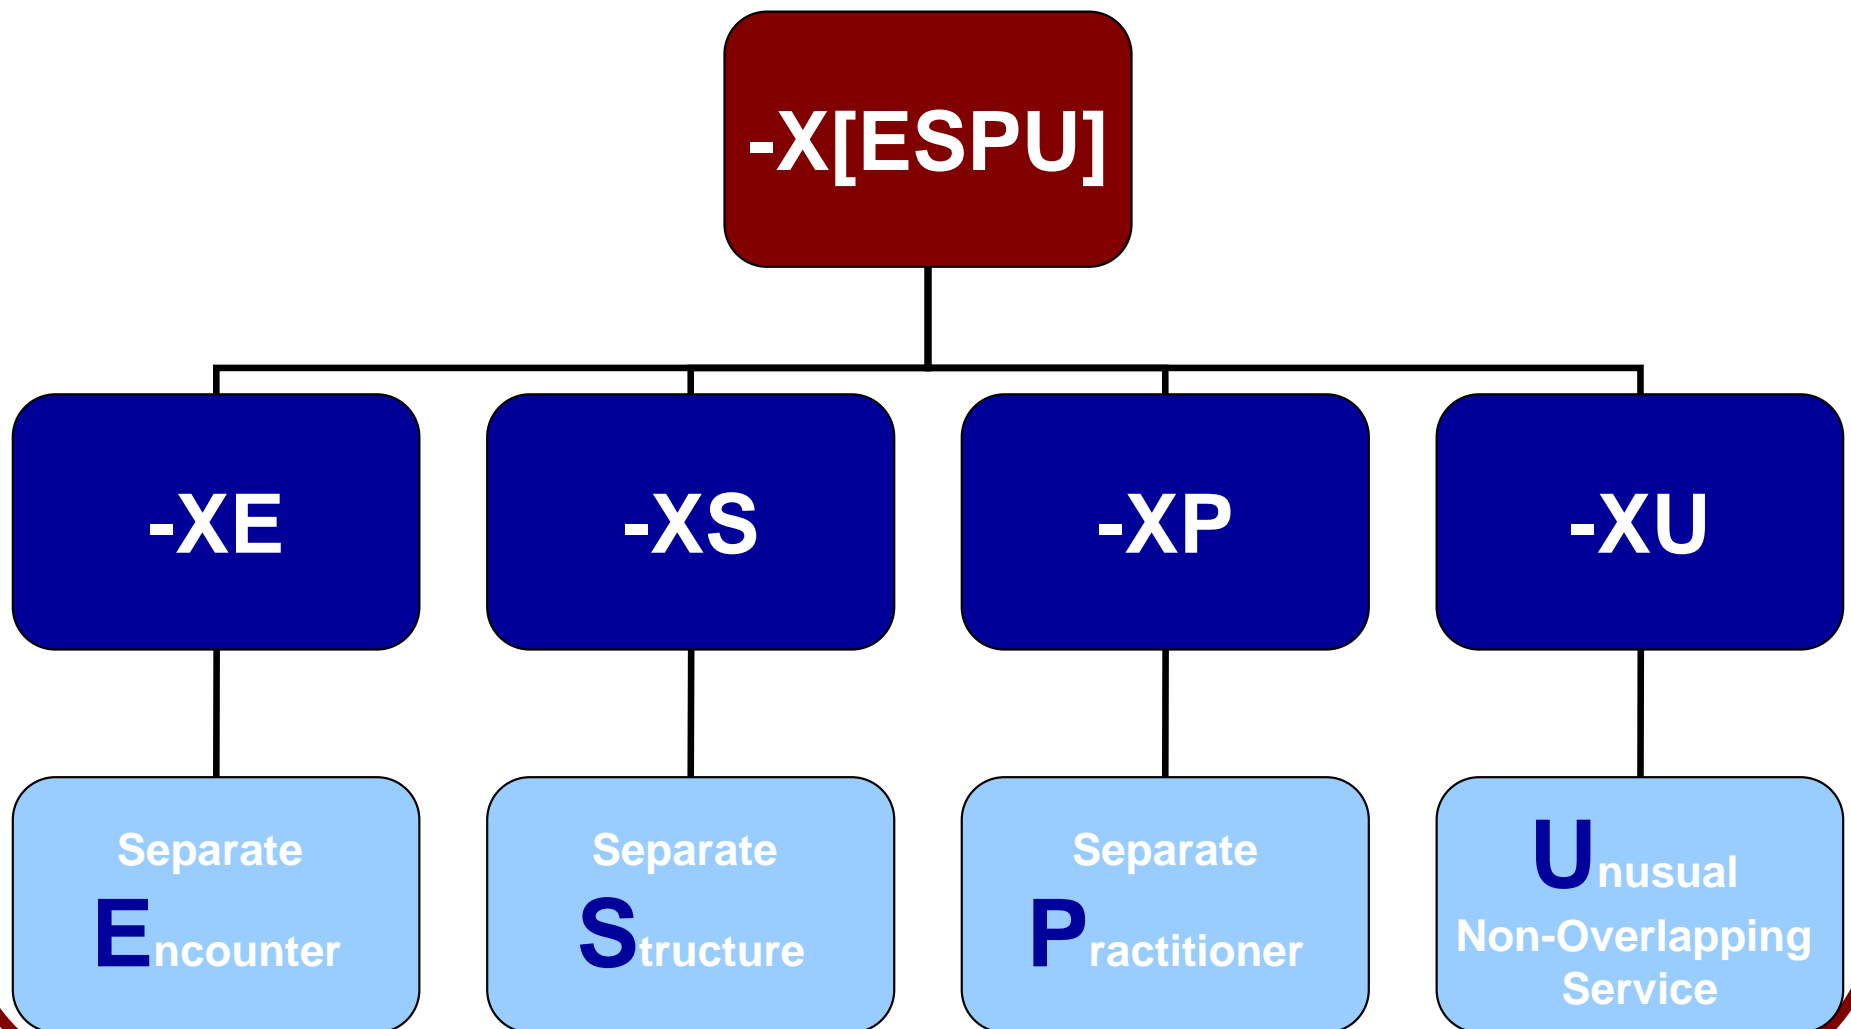 -X[ESPU]
-XE
-XS
-XP
-XU
Separate
Encounter
Separate
Structure
Separate
Practitioner
Unusual
Non-Overlapping
Service